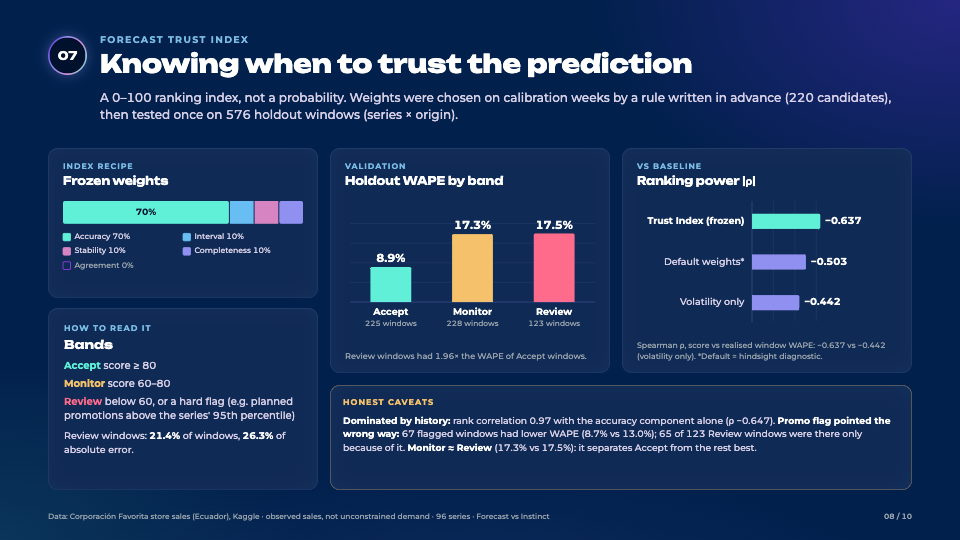 07
FORECAST TRUST INDEX
Knowing when to trust the prediction
A 0–100 ranking index, not a probability. Weights were chosen on calibration weeks by a rule written in advance (220 candidates),
then tested once on 576 holdout windows (series × origin).
INDEX RECIPE
Frozen weights
70%
Accuracy 70%
Interval 10%
Stability 10%
Completeness 10%
Agreement 0%
HOW TO READ IT
Bands
Accept score ≥ 80
Monitor score 60–80
Review below 60, or a hard flag (e.g. planned
promotions above the series' 95th percentile)
Review windows: 21.4% of windows, 26.3% of
absolute error.
VALIDATION
Holdout WAPE by band
8.9%
17.3%
17.5%
Accept
Monitor
Review
225 windows
228 windows
123 windows
Review windows had 1.96× the WAPE of Accept windows.
VS BASELINE
Ranking power |ρ|
Trust Index (frozen)
−0.637
Default weights*
−0.503
Volatility only
−0.442
Spearman ρ, score vs realised window WAPE: −0.637 vs −0.442
(volatility only). *Default = hindsight diagnostic.
HONEST CAVEATS
Dominated by history: rank correlation 0.97 with the accuracy component alone (ρ −0.647). Promo flag pointed the
wrong way: 67 flagged windows had lower WAPE (8.7% vs 13.0%); 65 of 123 Review windows were there only
because of it. Monitor ≈ Review (17.3% vs 17.5%): it separates Accept from the rest best.
Data: Corporación Favorita store sales (Ecuador), Kaggle · observed sales, not unconstrained demand · 96 series · Forecast vs Instinct
08 / 10